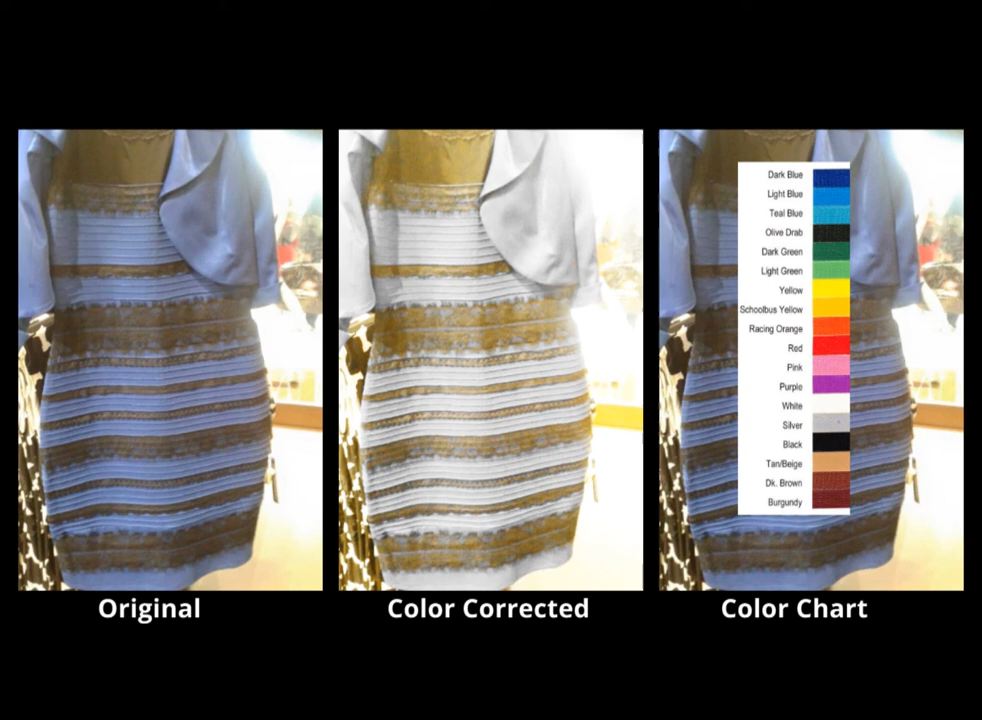 Dark Blue
Light Blue
Teal Blue
Olive Drab
Dark Green
Light Green
Yellow
Schoolbus Yellow
Racing Orange
Red
Pink
Purple
White
Silver
Black
Tan/Beige
Dk. Brown
Burgundy
Original
Color Corrected
Color Chart